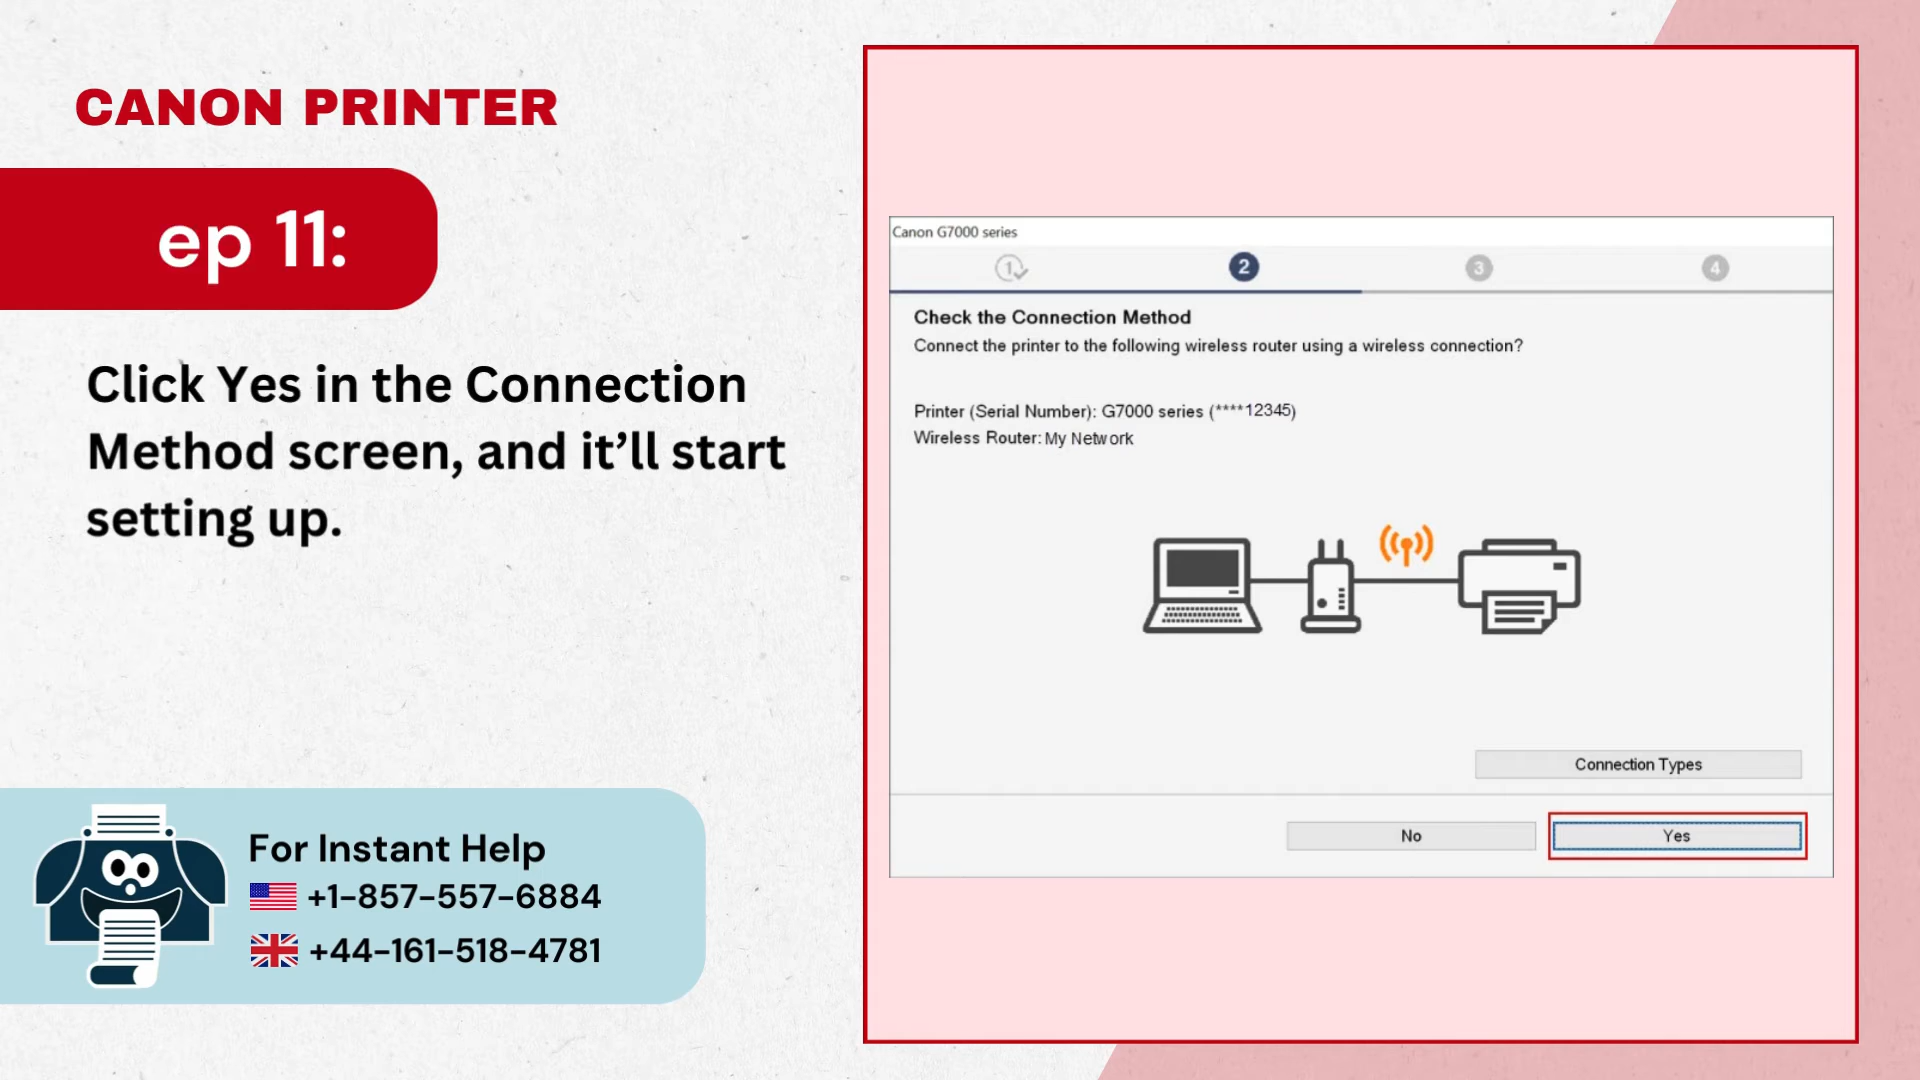 CANON PRINTER
ep 11:
Click Yes in the Connection
Method screen, and it’ll start
setting up.
For Instant Help
+1-857-557-6884
+44-161-518-4781
Canon G7000 series
1
2
3
4
Check the Connection Method
Connect the printer to the following wireless router using a wireless connection?
Printer (Serial Number): G7000 series (****12345)
Wireless Router: My Network
Connection Types
No
Yes